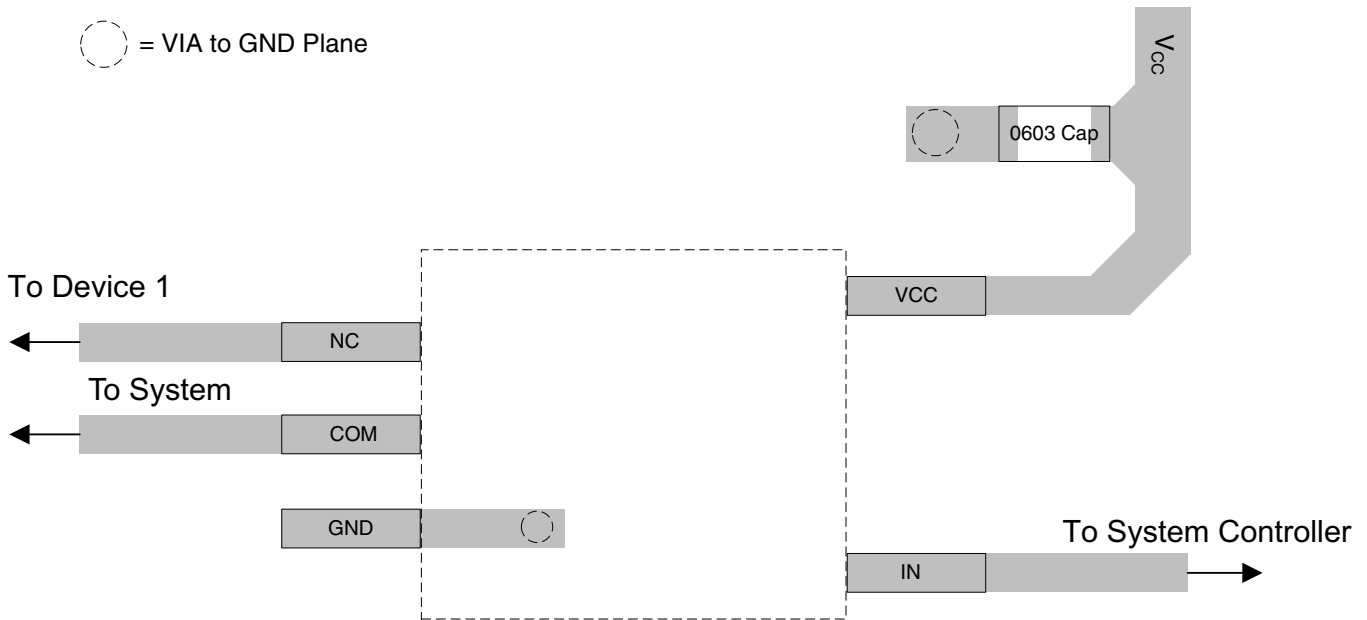 = VIA to GND Plane
VCC
0603 Cap
To Device 1
VCC
NC
To System
COM
GND
To System Controller
IN